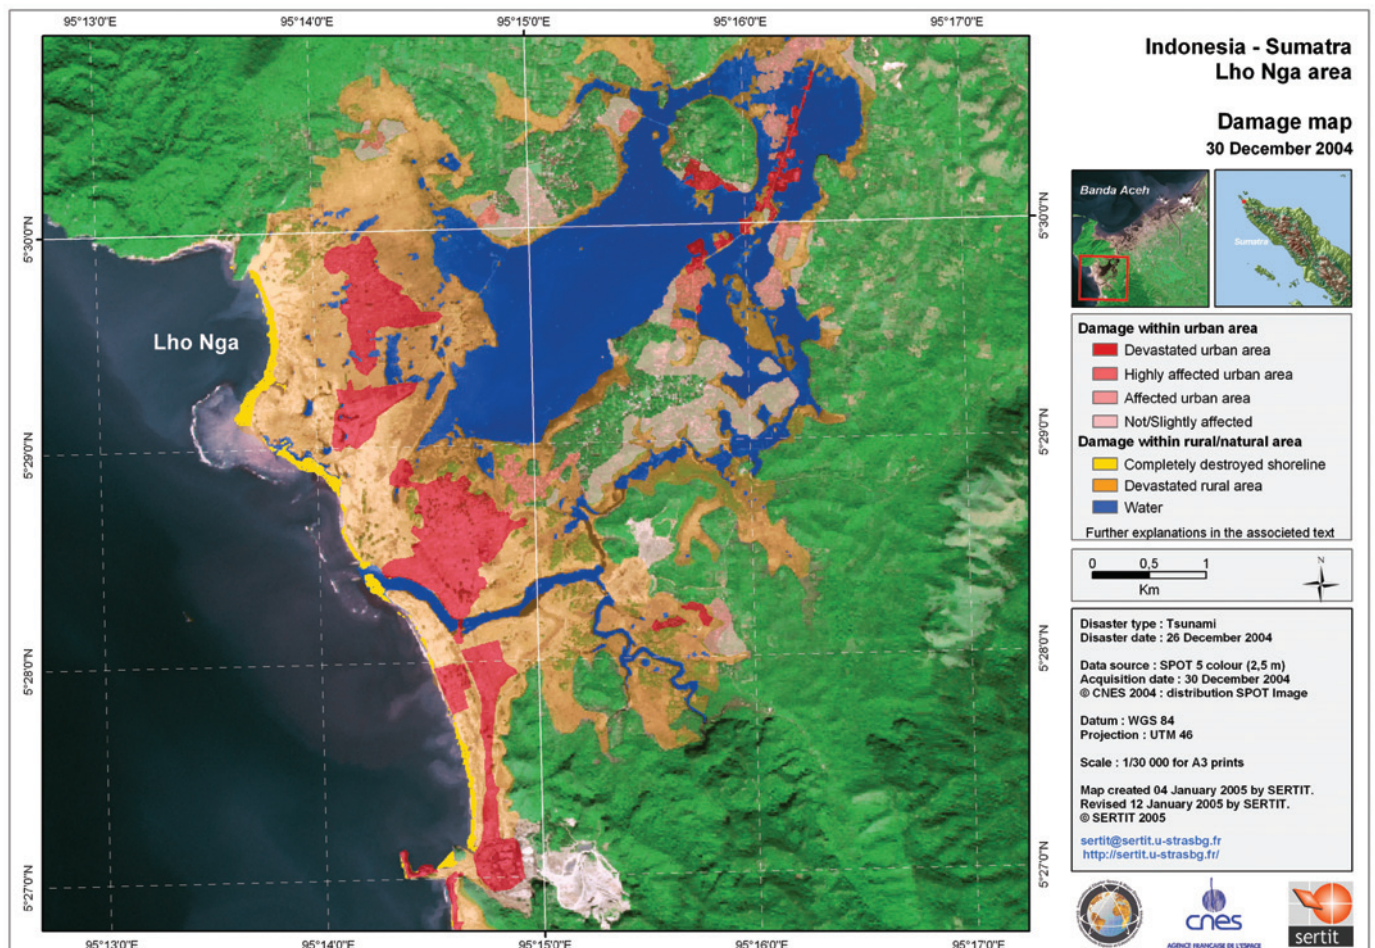 95°13'0"E 95°14'0"E 95°15'0"E 95°16'0"E 95°17'0"E
Indonesia - Sumatra
Lho Nga area
Damage map
30 December 2004
Banda Aceh
Sumatra
5°30'0"N
5°30'0"N
Lho Nga
Damage within urban area
Devastated urban area
Highly affected urban area
Affected urban area
Not/Slightly affected
Damage within rural/natural area
Completely destroyed shoreline
Devastated rural area
Water
Further explanations in the associeted text
5°29'0"N
5°29'0"N
0 0,5 1
Km
N
5°28'0"N
5°28'0"N
Disaster type : Tsunami
Disaster date : 26 December 2004
Data source : SPOT 5 colour (2,5 m)
Acquisition date : 30 December 2004
© CNES 2004 : distribution SPOT Image
Datum : WGS 84
Projection : UTM 46
Scale : 1/30 000 for A3 prints
Map created 04 January 2005 by SERTIT.
Revised 12 January 2005 by SERTIT.
© SERTIT 2005
sertit@sertit.u-strasbg.fr
http://sertit.u-strasbg.fr/
5°27'0"N
5°27'0"N
cnes
AGENCE FRANÇAISE DE L'ESPACE
sertit
95°13'0"E 95°14'0"E 95°15'0"E 95°16'0"E 95°17'0"E